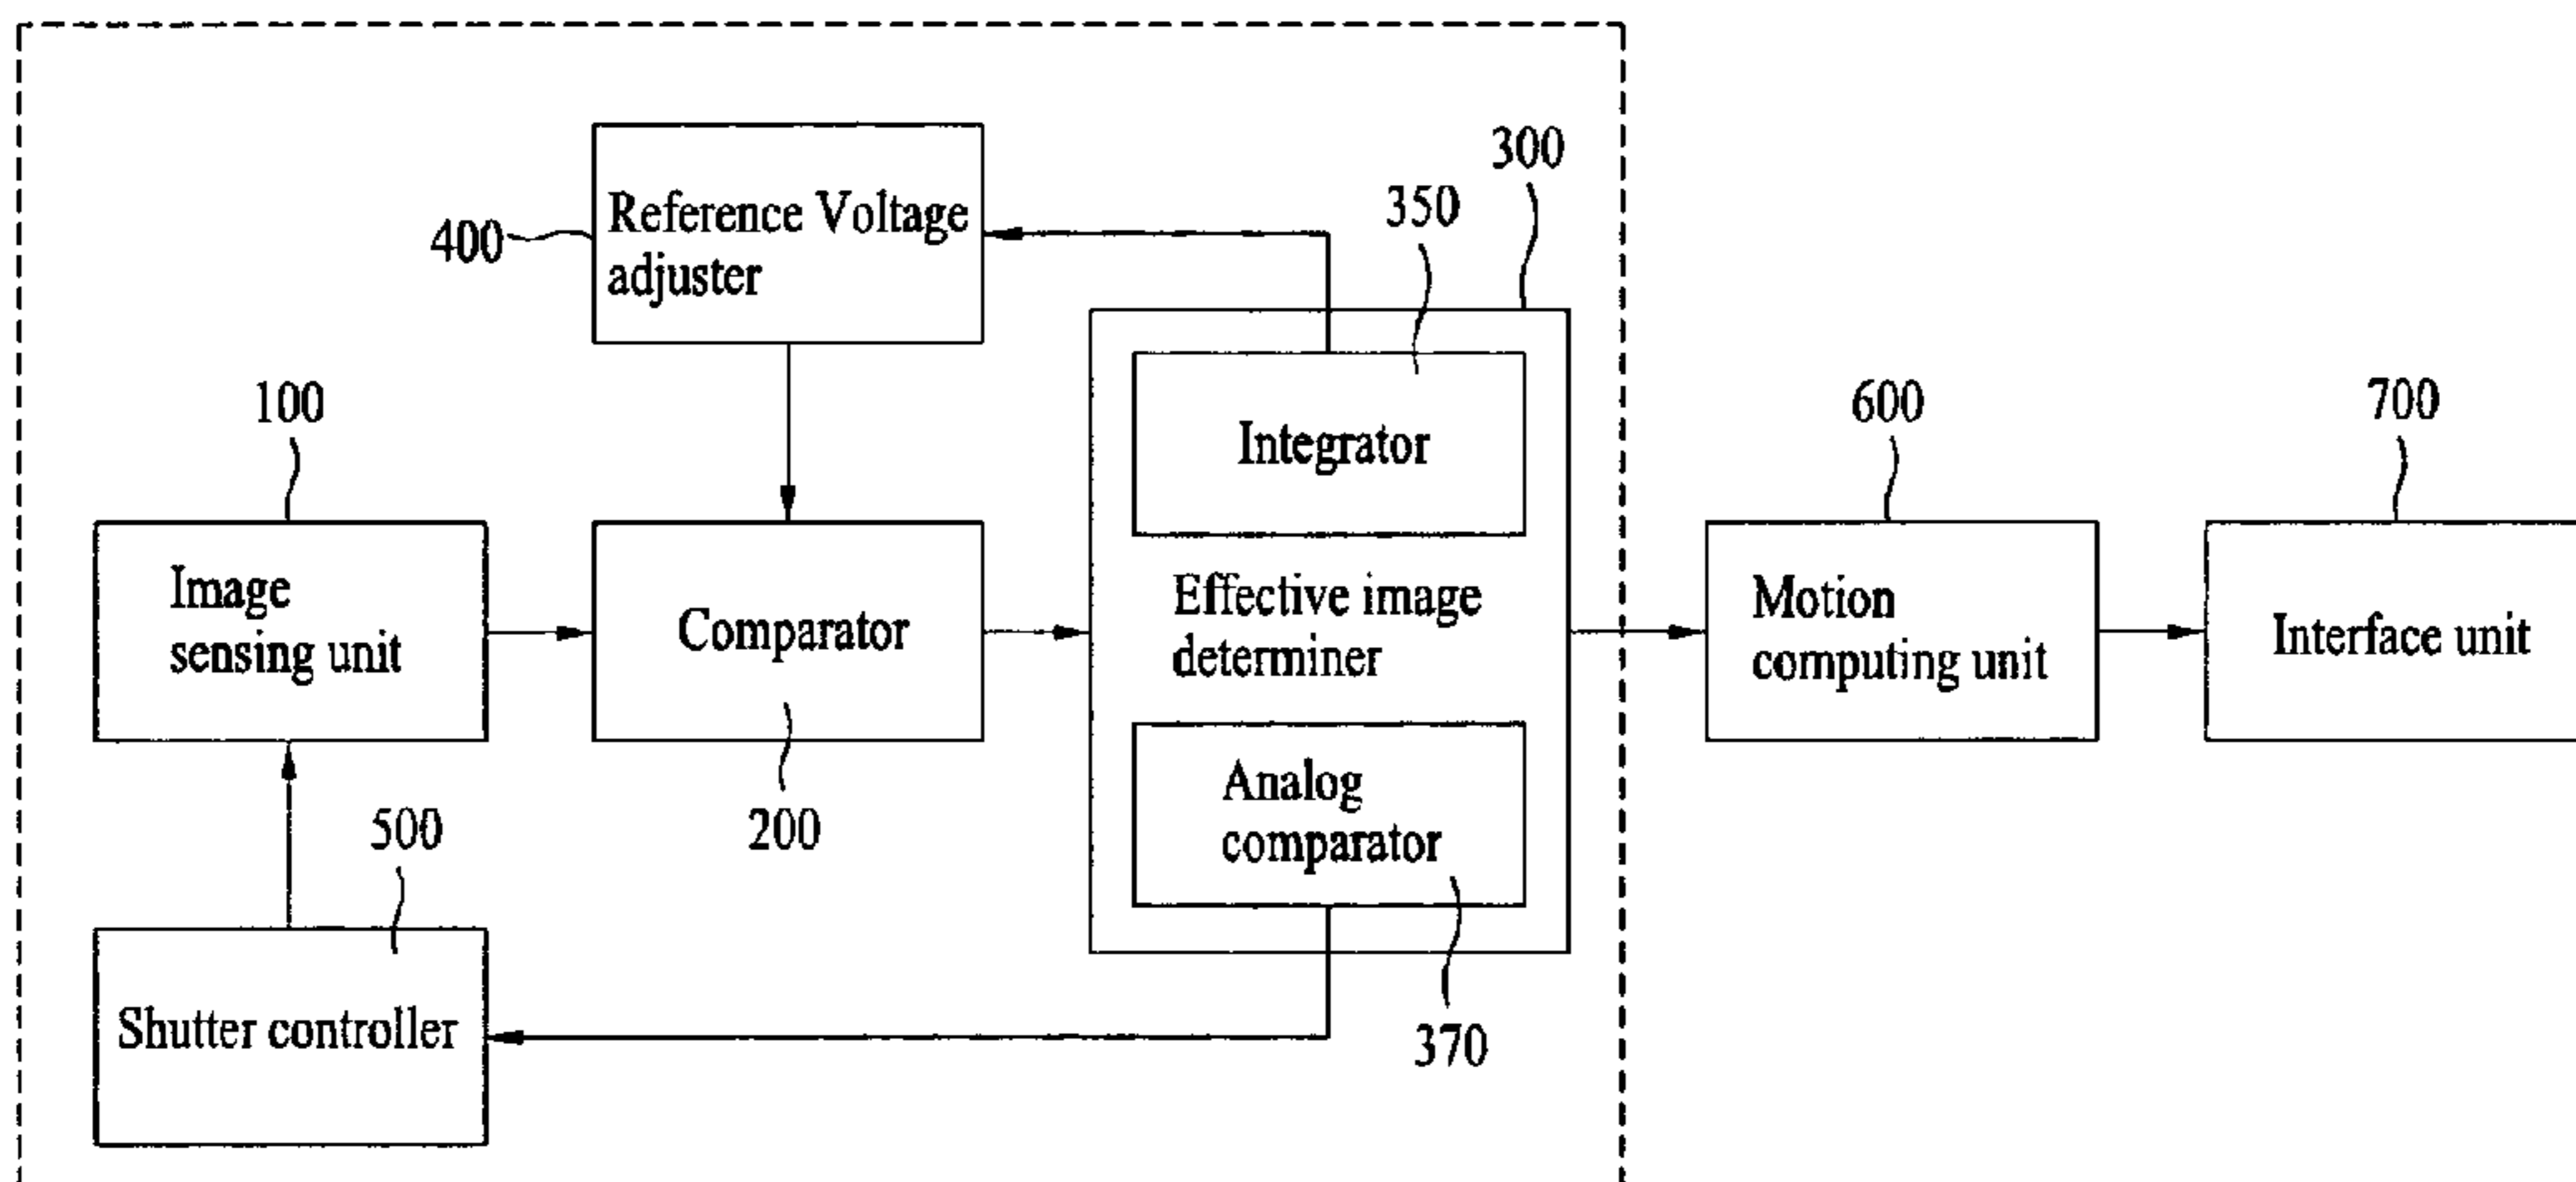 300
350
Reference Voltage
adjuster
400
100
Integrator
600
700
Image
sensing unit
Comparator
Effective image
determiner
Motion
computing unit
Interface unit
500
200
Analog
comparator
Shutter controller
370